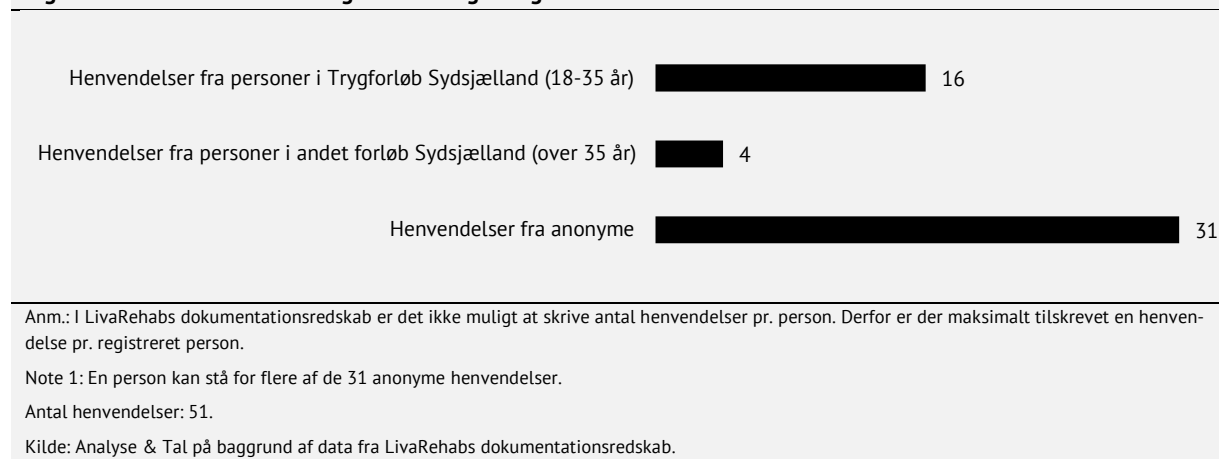 Henvendelser fra personer i Trygforløb Sydsjælland (18-35 år) 16
Henvendelser fra personer i andet forløb Sydsjælland (over 35 år) 4
Henvendelser fra anonyme 31
Anm.: I LivaRehabs dokumentationsredskab er det ikke muligt at skrive antal henvendelser pr. person. Derfor er der maksimalt tilskrevet en henven-
delse pr. registreret person.
Note 1: En person kan stå for flere af de 31 anonyme henvendelser.
Antal henvendelser: 51.
Kilde: Analyse & Tal på baggrund af data fra LivaRehabs dokumentationsredskab.